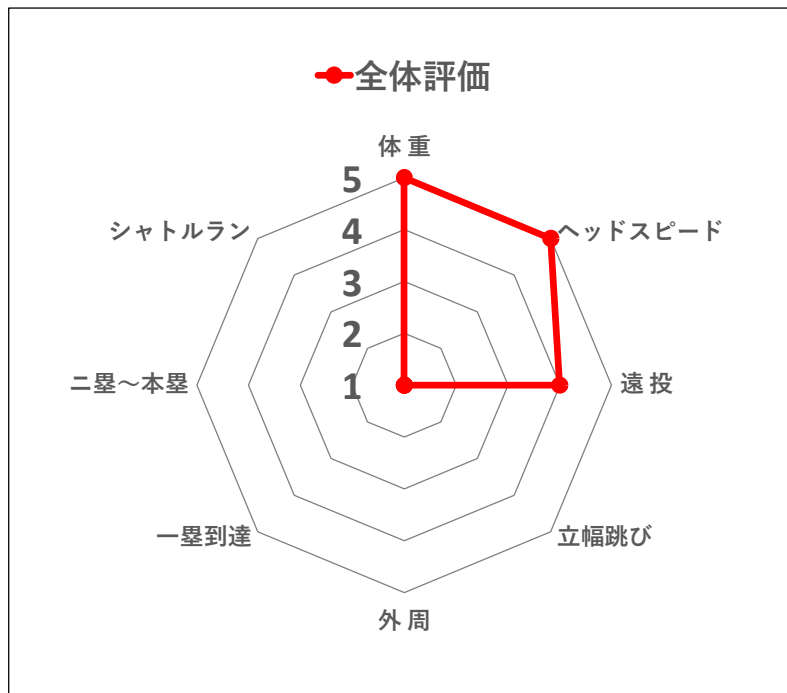 全体評価
体 重
5
シャトルラン
ヘッドスピード
4
3
2
二塁～本塁
1
遠 投
一塁到達
立幅跳び
外 周